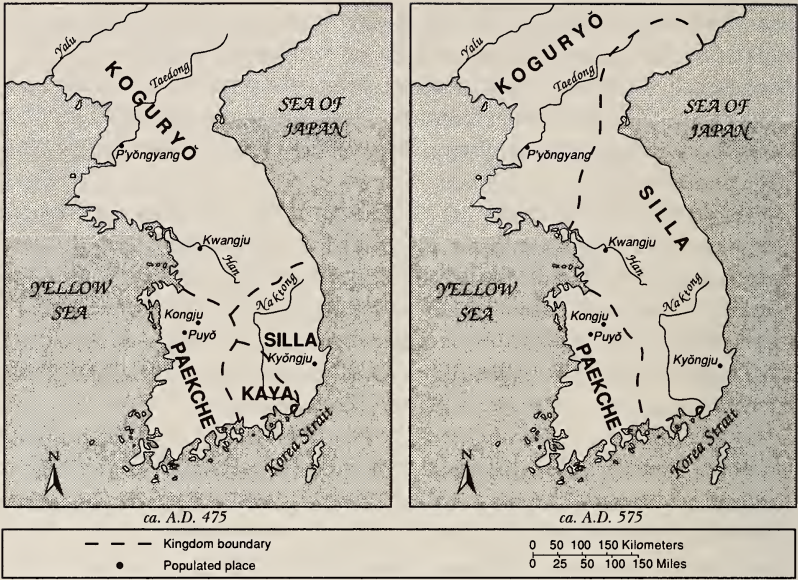 Yalu
KOGURYŎ
Taedong
SEA OF
JAPAN
P'yŏngyang
Kwangju
Han
YELLOW
SEA
Naktong
Kongju
Puyŏ
SILLA
Kyŏngju
PAEKCHE
KAYA
Korea Strait
N
ca. A.D. 475
Yalu
KOGURYŎ
Taedong
SEA OF
JAPAN
P'yŏngyang
SILLA
Kwangju
Han
YELLOW
SEA
Naktong
Kongju
Puyŏ
Kyŏngju
PAEKCHE
Korea Strait
N
ca. A.D. 575
Kingdom boundary
Populated place
0 50 100 150 Kilometers
0 25 50 100 150 Miles